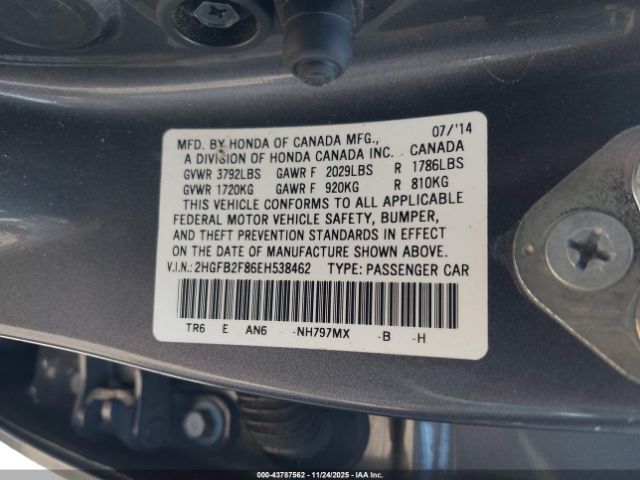 MFD. BY HONDA OF CANADA MFG., 07/'14
A DIVISION OF HONDA CANADA INC. CANADA
GVWR 3792LBS GAWR F 2029LBS R 1786LBS
GVWR 1720KG GAWR F 920KG R 810KG
THIS VEHICLE CONFORMS TO ALL APPLICABLE
FEDERAL MOTOR VEHICLE SAFETY, BUMPER,
AND THEFT PREVENTION STANDARDS IN EFFECT
ON THE DATE OF MANUFACTURE SHOWN ABOVE.
V.I.N.: 2HGFB2F86EH538462 TYPE: PASSENGER CAR
TR6 E AN6 -NH797MX -B -H
000-43787562 - 11/24/2025 - IAA Inc.